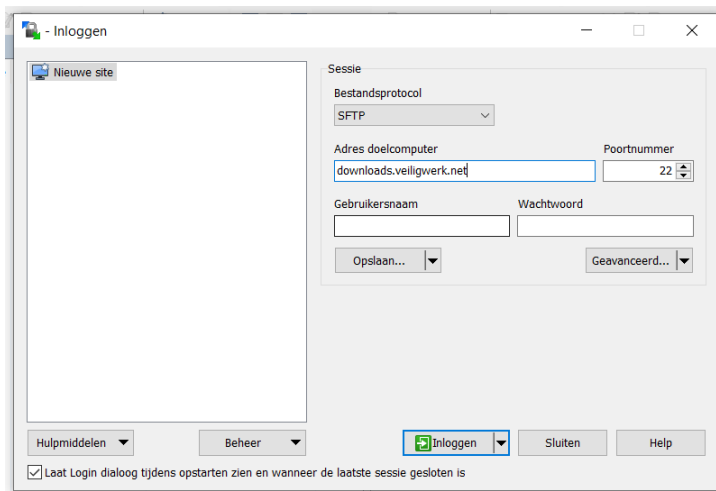 - Inloggen
Nieuwe site
Sessie
Bestandsprotocol
SFTP
Adres doelcomputer
Poortnummer
downloads.veiligwerk.net
22
Gebruikersnaam
Wachtwoord
Opslaan...
Geavanceerd...
Hulpmiddelen
Beheer
Inloggen
Sluiten
Help
Laat Login dialoog tijdens opstarten zien en wanneer de laatste sessie gesloten is